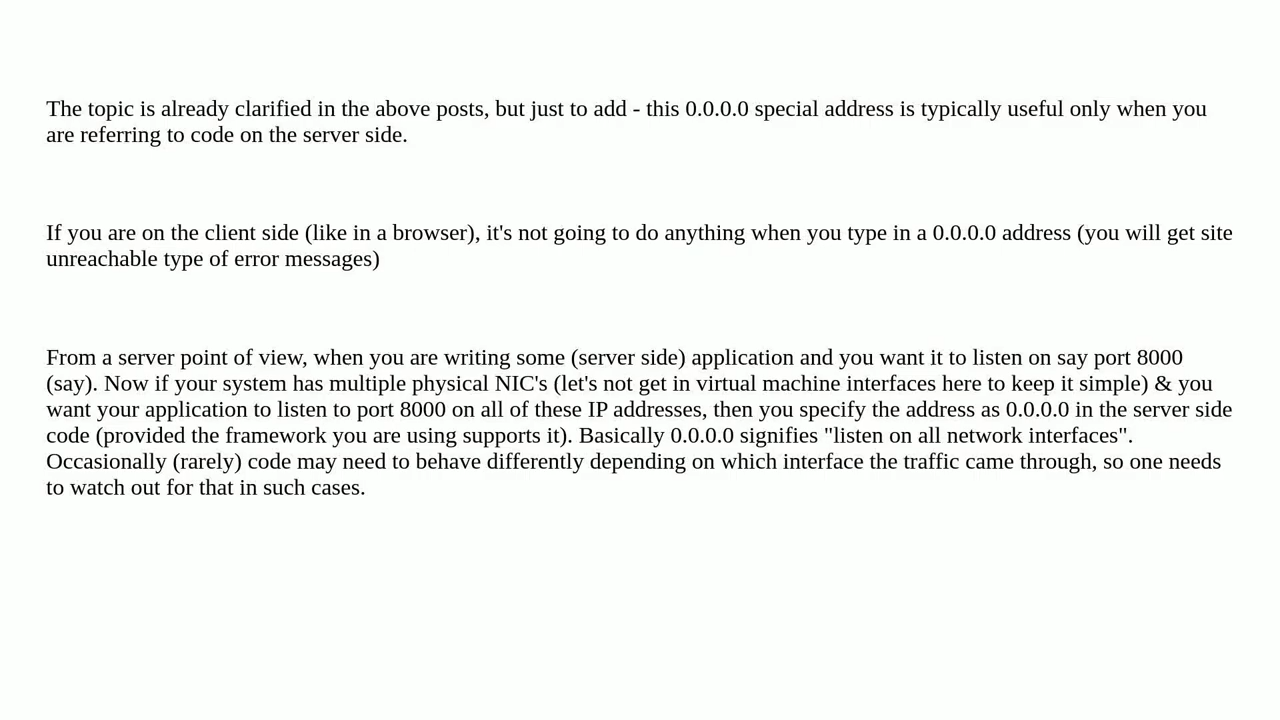 The topic is already clarified in the above posts, but just to add - this 0.0.0.0 special address is typically useful only when you
are referring to code on the server side.
If you are on the client side (like in a browser), it's not going to do anything when you type in a 0.0.0.0 address (you will get site
unreachable type of error messages)
From a server point of view, when you are writing some (server side) application and you want it to listen on say port 8000
(say). Now if your system has multiple physical NIC's (let's not get in virtual machine interfaces here to keep it simple) & you
want your application to listen to port 8000 on all of these IP addresses, then you specify the address as 0.0.0.0 in the server side
code (provided the framework you are using supports it). Basically 0.0.0.0 signifies "listen on all network interfaces".
Occasionally (rarely) code may need to behave differently depending on which interface the traffic came through, so one needs
to watch out for that in such cases.